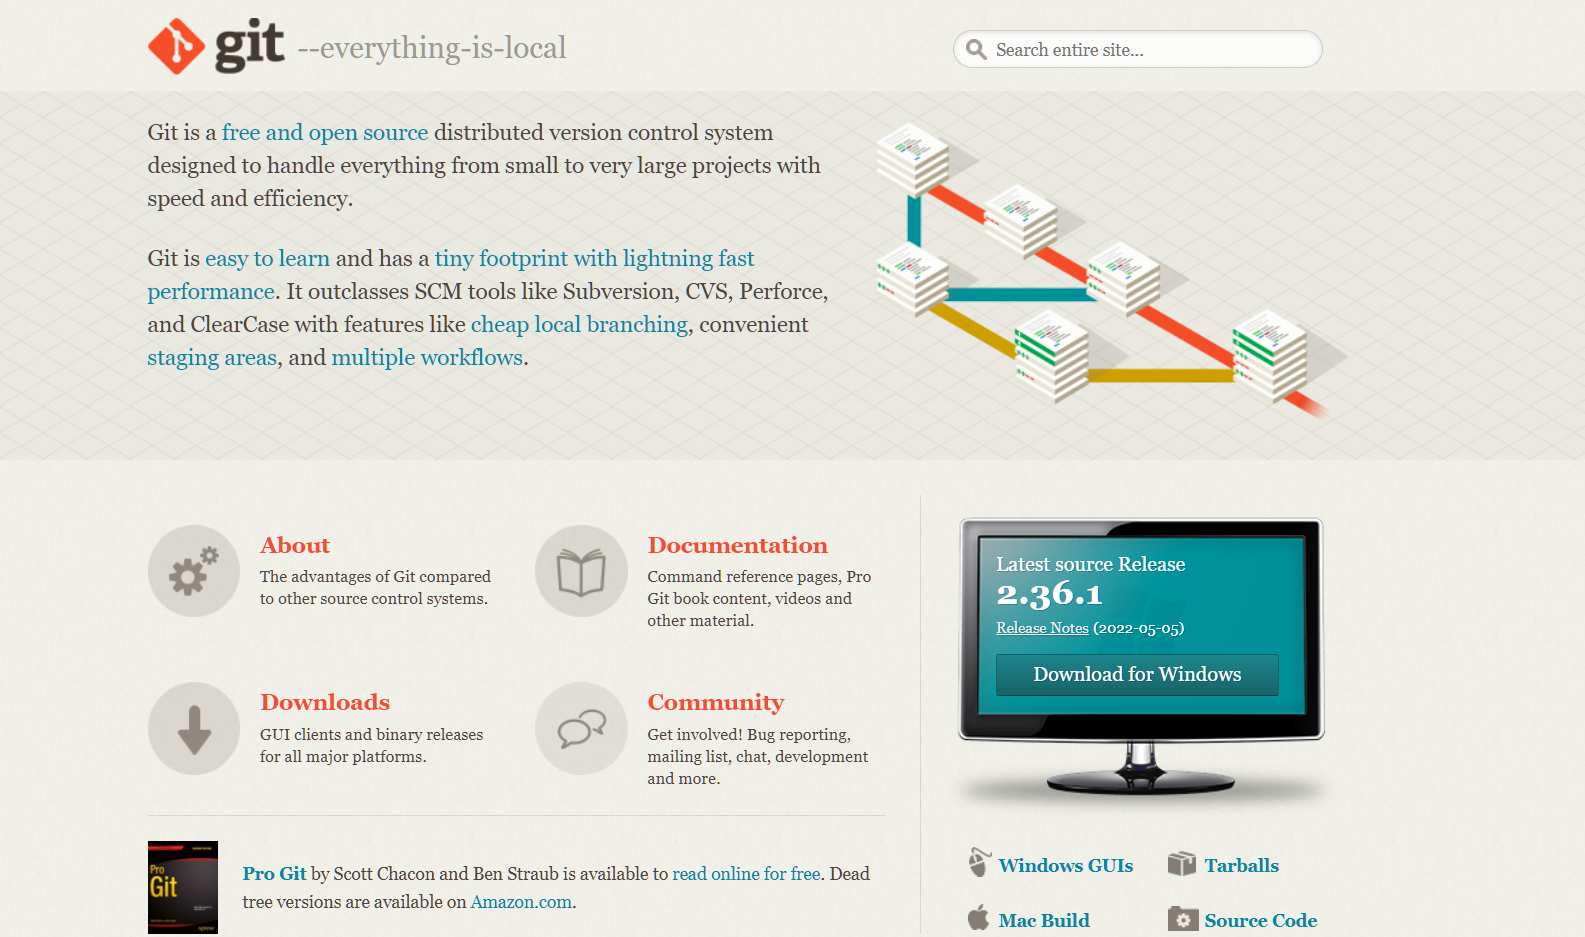 git --everything-is-local
Search entire site...
Git is a free and open source distributed version control system
designed to handle everything from small to very large projects with
speed and efficiency.
Git is easy to learn and has a tiny footprint with lightning fast
performance. It outclasses SCM tools like Subversion, CVS, Perforce,
and ClearCase with features like cheap local branching, convenient
staging areas, and multiple workflows.
About
The advantages of Git compared
to other source control systems.
Documentation
Command reference pages, Pro
Git book content, videos and
other material.
Downloads
GUI clients and binary releases
for all major platforms.
Community
Get involved! Bug reporting,
mailing list, chat, development
and more.
Pro
Git
Pro Git by Scott Chacon and Ben Straub is available to read online for free. Dead
tree versions are available on Amazon.com.
Latest source Release
2.36.1
Release Notes (2022-05-05)
Download for Windows
Windows GUIs
Tarballs
Mac Build
Source Code